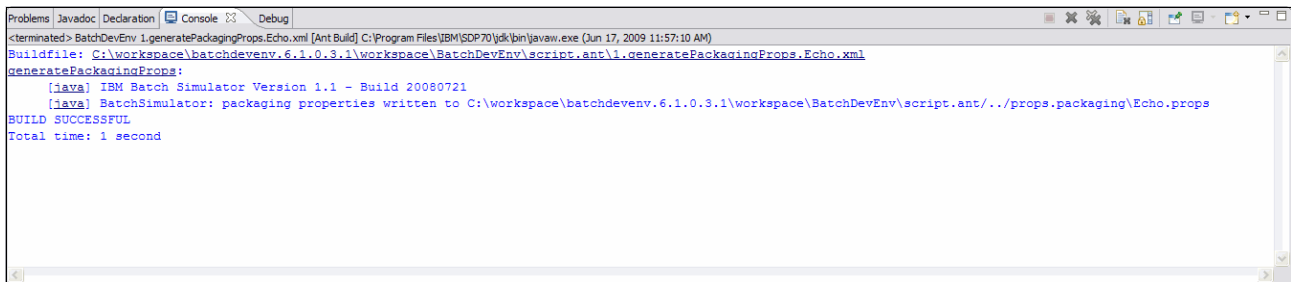 Problems Javadoc Declaration Console Debug
<terminated> BatchDevEnv 1.generatePackagingProps.Echo.xml [Ant Build] C:\Program Files\IBM\SDP70\jdk\bin\javaw.exe (Jun 17, 2009 11:57:10 AM)
Buildfile: C:\workspace\batchdevenv.6.1.0.3.1\workspace\BatchDevEnv\script.ant\1.generatePackagingProps.Echo.xml
generatePackagingProps:
[java] IBM Batch Simulator Version 1.1 - Build 20080721
[java] BatchSimulator: packaging properties written to C:\workspace\batchdevenv.6.1.0.3.1\workspace\BatchDevEnv\script.ant/../props.packaging\Echo.props
BUILD SUCCESSFUL
Total time: 1 second